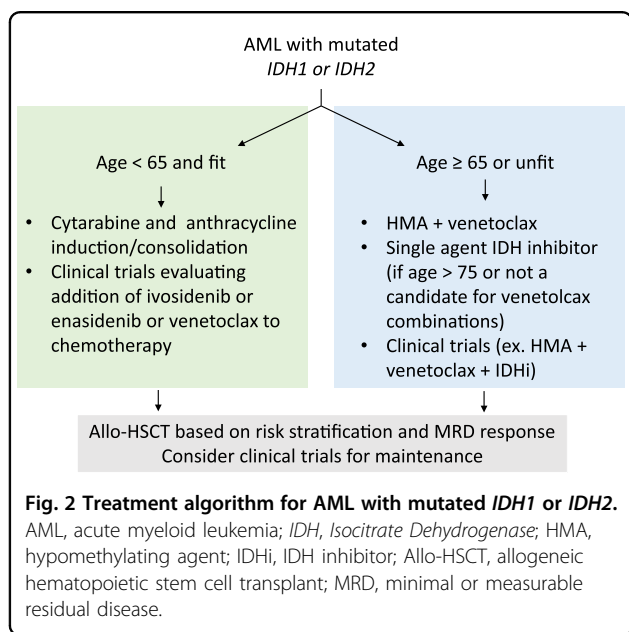 AML with mutated
IDH1 or IDH2
Age < 65 and fit
• Cytarabine and anthracycline
induction/consolidation
• Clinical trials evaluating
addition of ivosidenib or
enasidenib or venetoclax to
chemotherapy
Age ≥ 65 or unfit
• HMA + venetoclax
• Single agent IDH inhibitor
(if age > 75 or not a
candidate for venetolcax
combinations)
• Clinical trials (ex. HMA +
venetoclax + IDHi)
Allo-HSCT based on risk stratification and MRD response
Consider clinical trials for maintenance
Fig. 2 Treatment algorithm for AML with mutated IDH1 or IDH2.
AML, acute myeloid leukemia; IDH, Isocitrate Dehydrogenase; HMA,
hypomethylating agent; IDHi, IDH inhibitor; Allo-HSCT, allogeneic
hematopoietic stem cell transplant; MRD, minimal or measurable
residual disease.